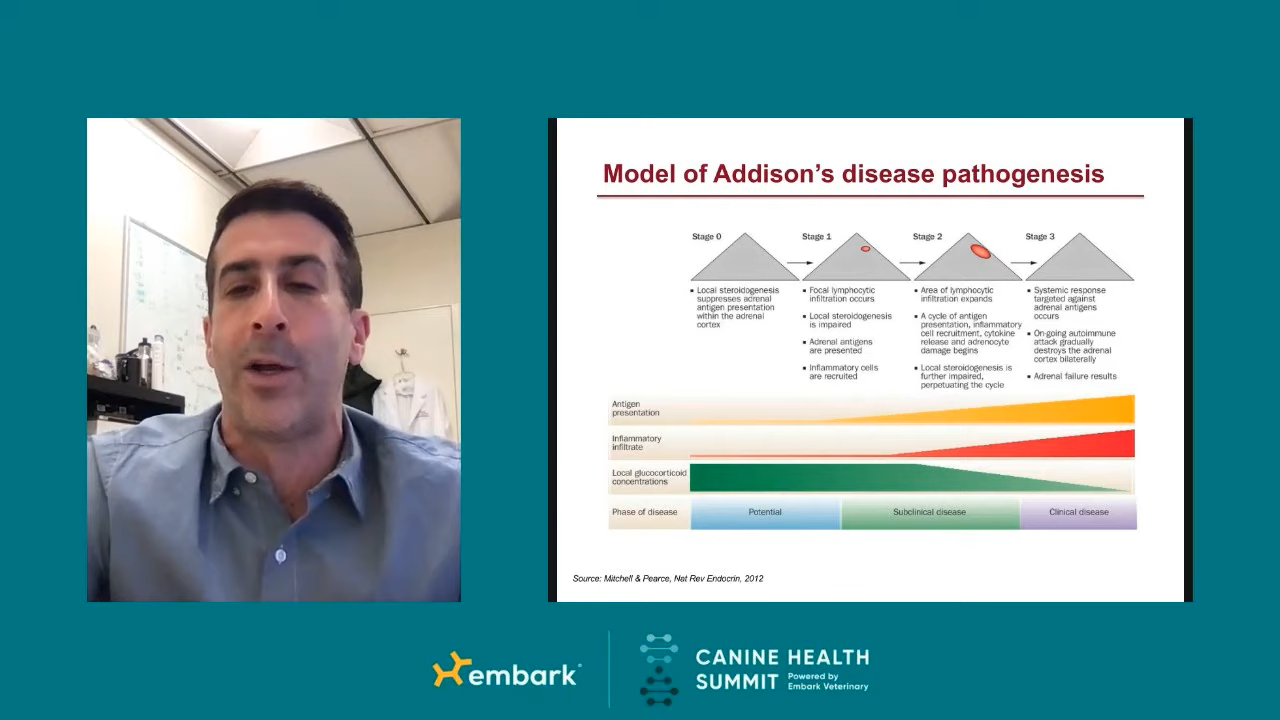 Model of Addison's disease pathogenesis
Stage 0
▪ Local steroidogenesis
suppresses adrenal
antigen presentation
within the adrenal
cortex
Stage 1
▪ Focal lymphocytic
infiltration occurs
▪ Local steroidogenesis
is impaired
▪ Adrenal antigens
are presented
▪ Inflammatory cells
are recruited
Stage 2
▪ Area of lymphocytic
infiltration expands
▪ A cycle of antigen
presentation, inflammatory
cell recruitment, cytokine
release and adrenocyte
damage begins
▪ Local steroidogenesis is
further impaired,
perpetuating the cycle
Stage 3
▪ Systemic response
targeted against
adrenal antigens
occurs
▪ On-going autoimmune
attack gradually
destroys the adrenal
cortex bilaterally
▪ Adrenal failure results
Antigen
presentation
Inflammatory
infiltrate
Local glucocorticoid
concentrations
Phase of disease
Potential
Subclinical disease
Clinical disease
Source: Mitchell & Pearce, Nat Rev Endocrin, 2012
embark
CANINE HEALTH
SUMMIT
Powered by
Embark Veterinary